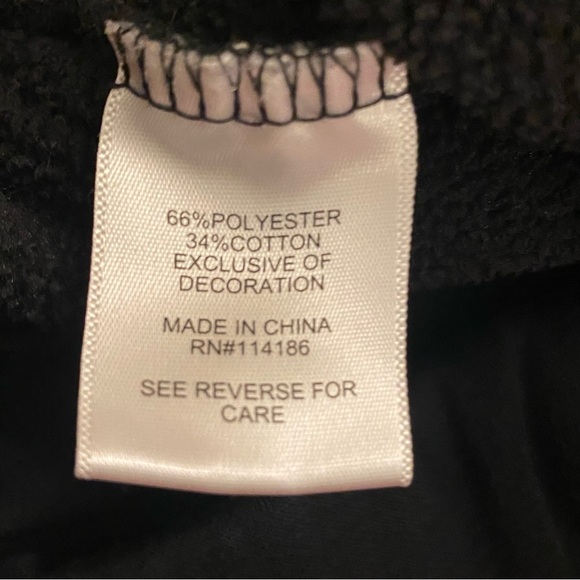 66%POLYESTER
34%COTTON
EXCLUSIVE OF
DECORATION
MADE IN CHINA
RN#114186
SEE REVERSE FOR
CARE